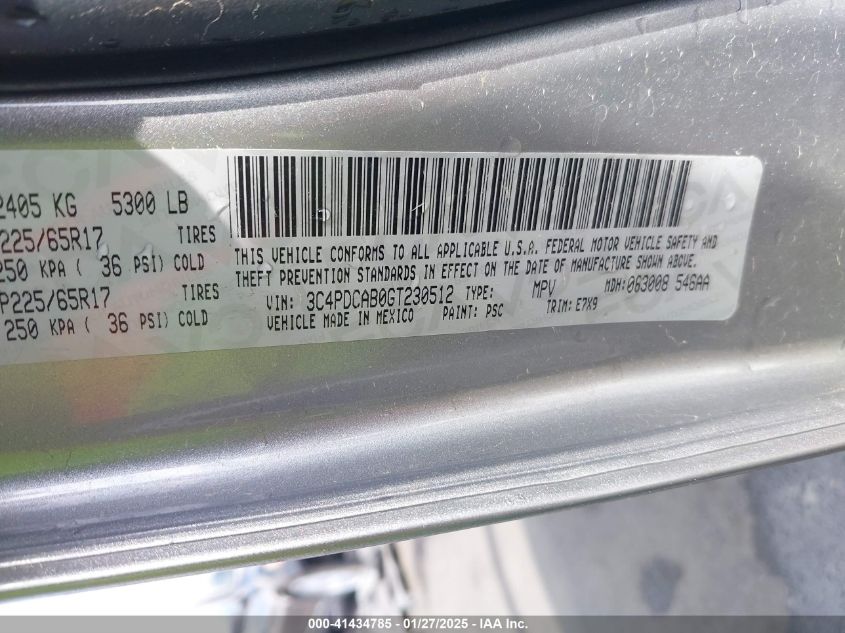 2405 KG 5300 LB
P225/65R17 TIRES
250 KPA ( 36 PSI) COLD
P225/65R17 TIRES
250 KPA ( 36 PSI) COLD
THIS VEHICLE CONFORMS TO ALL APPLICABLE U.S.A. FEDERAL MOTOR VEHICLE SAFETY AND
THEFT PREVENTION STANDARDS IN EFFECT ON THE DATE OF MANUFACTURE SHOWN ABOVE.
VIN: 3C4PDCAB0GT230512 TYPE: MPV MDH: 063008 546AA
VEHICLE MADE IN MEXICO PAINT: PSC TRIM: E7X9
00 - 41434785 - 01/27/2025 - IAA Inc.